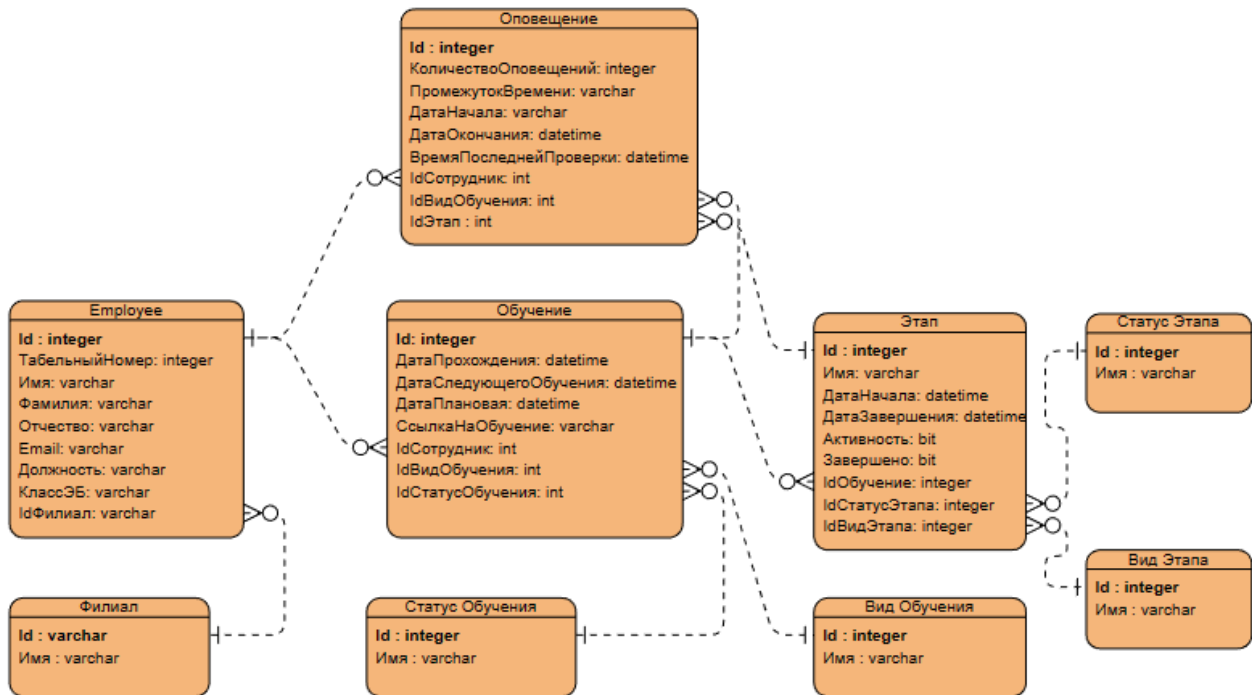 Оповещение
Id : integer
КоличествоОповещений: integer
ПромежутокВремени: varchar
ДатаНачала: varchar
ДатаОкончания: datetime
ВремяПоследнейПроверки: datetime
IdСотрудник: int
IdВидОбучения: int
IdЭтап : int
Employee
Id : integer
ТабельныйНомер: integer
Имя: varchar
Фамилия: varchar
Отчество: varchar
Email: varchar
Должность: varchar
КлассЭБ: varchar
IdФилиал: varchar
Обучение
Id: integer
ДатаПрохождения: datetime
ДатаСледующегоОбучения: datetime
ДатаПлановая: datetime
СсылкаНаОбучение: varchar
IdСотрудник: int
IdВидОбучения: int
IdСтатусОбучения: int
Этап
Id : integer
Имя: varchar
ДатаНачала: datetime
ДатаЗавершения: datetime
Активность: bit
Завершено: bit
IdОбучение: integer
IdСтатусЭтапа: integer
IdВидЭтапа: integer
Статус Этапа
Id : integer
Имя : varchar
Вид Этапа
Id : integer
Имя : varchar
Филиал
Id : varchar
Имя : varchar
Статус Обучения
Id : integer
Имя : varchar
Вид Обучения
Id : integer
Имя : varchar